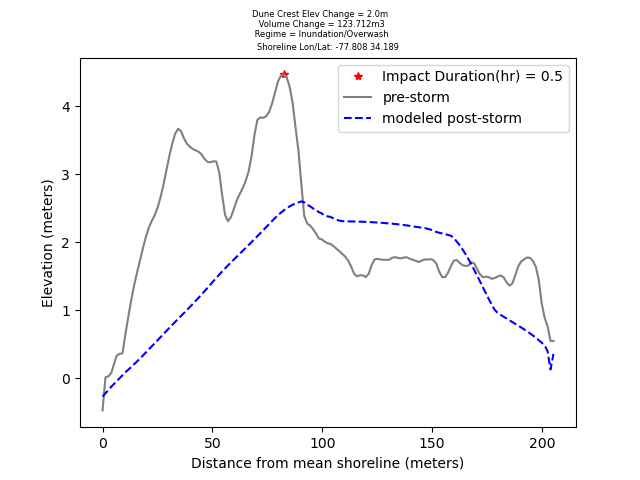 Dune Crest Elev Change = 2.0m
Volume Change = 123.712m3
Regime = Inundation/Overwash
Shoreline Lon/Lat: -77.808 34.189
Impact Duration(hr) = 0.5
pre-storm
modeled post-storm
Elevation (meters)
4
3
2
1
0
0 50 100 150 200
Distance from mean shoreline (meters)